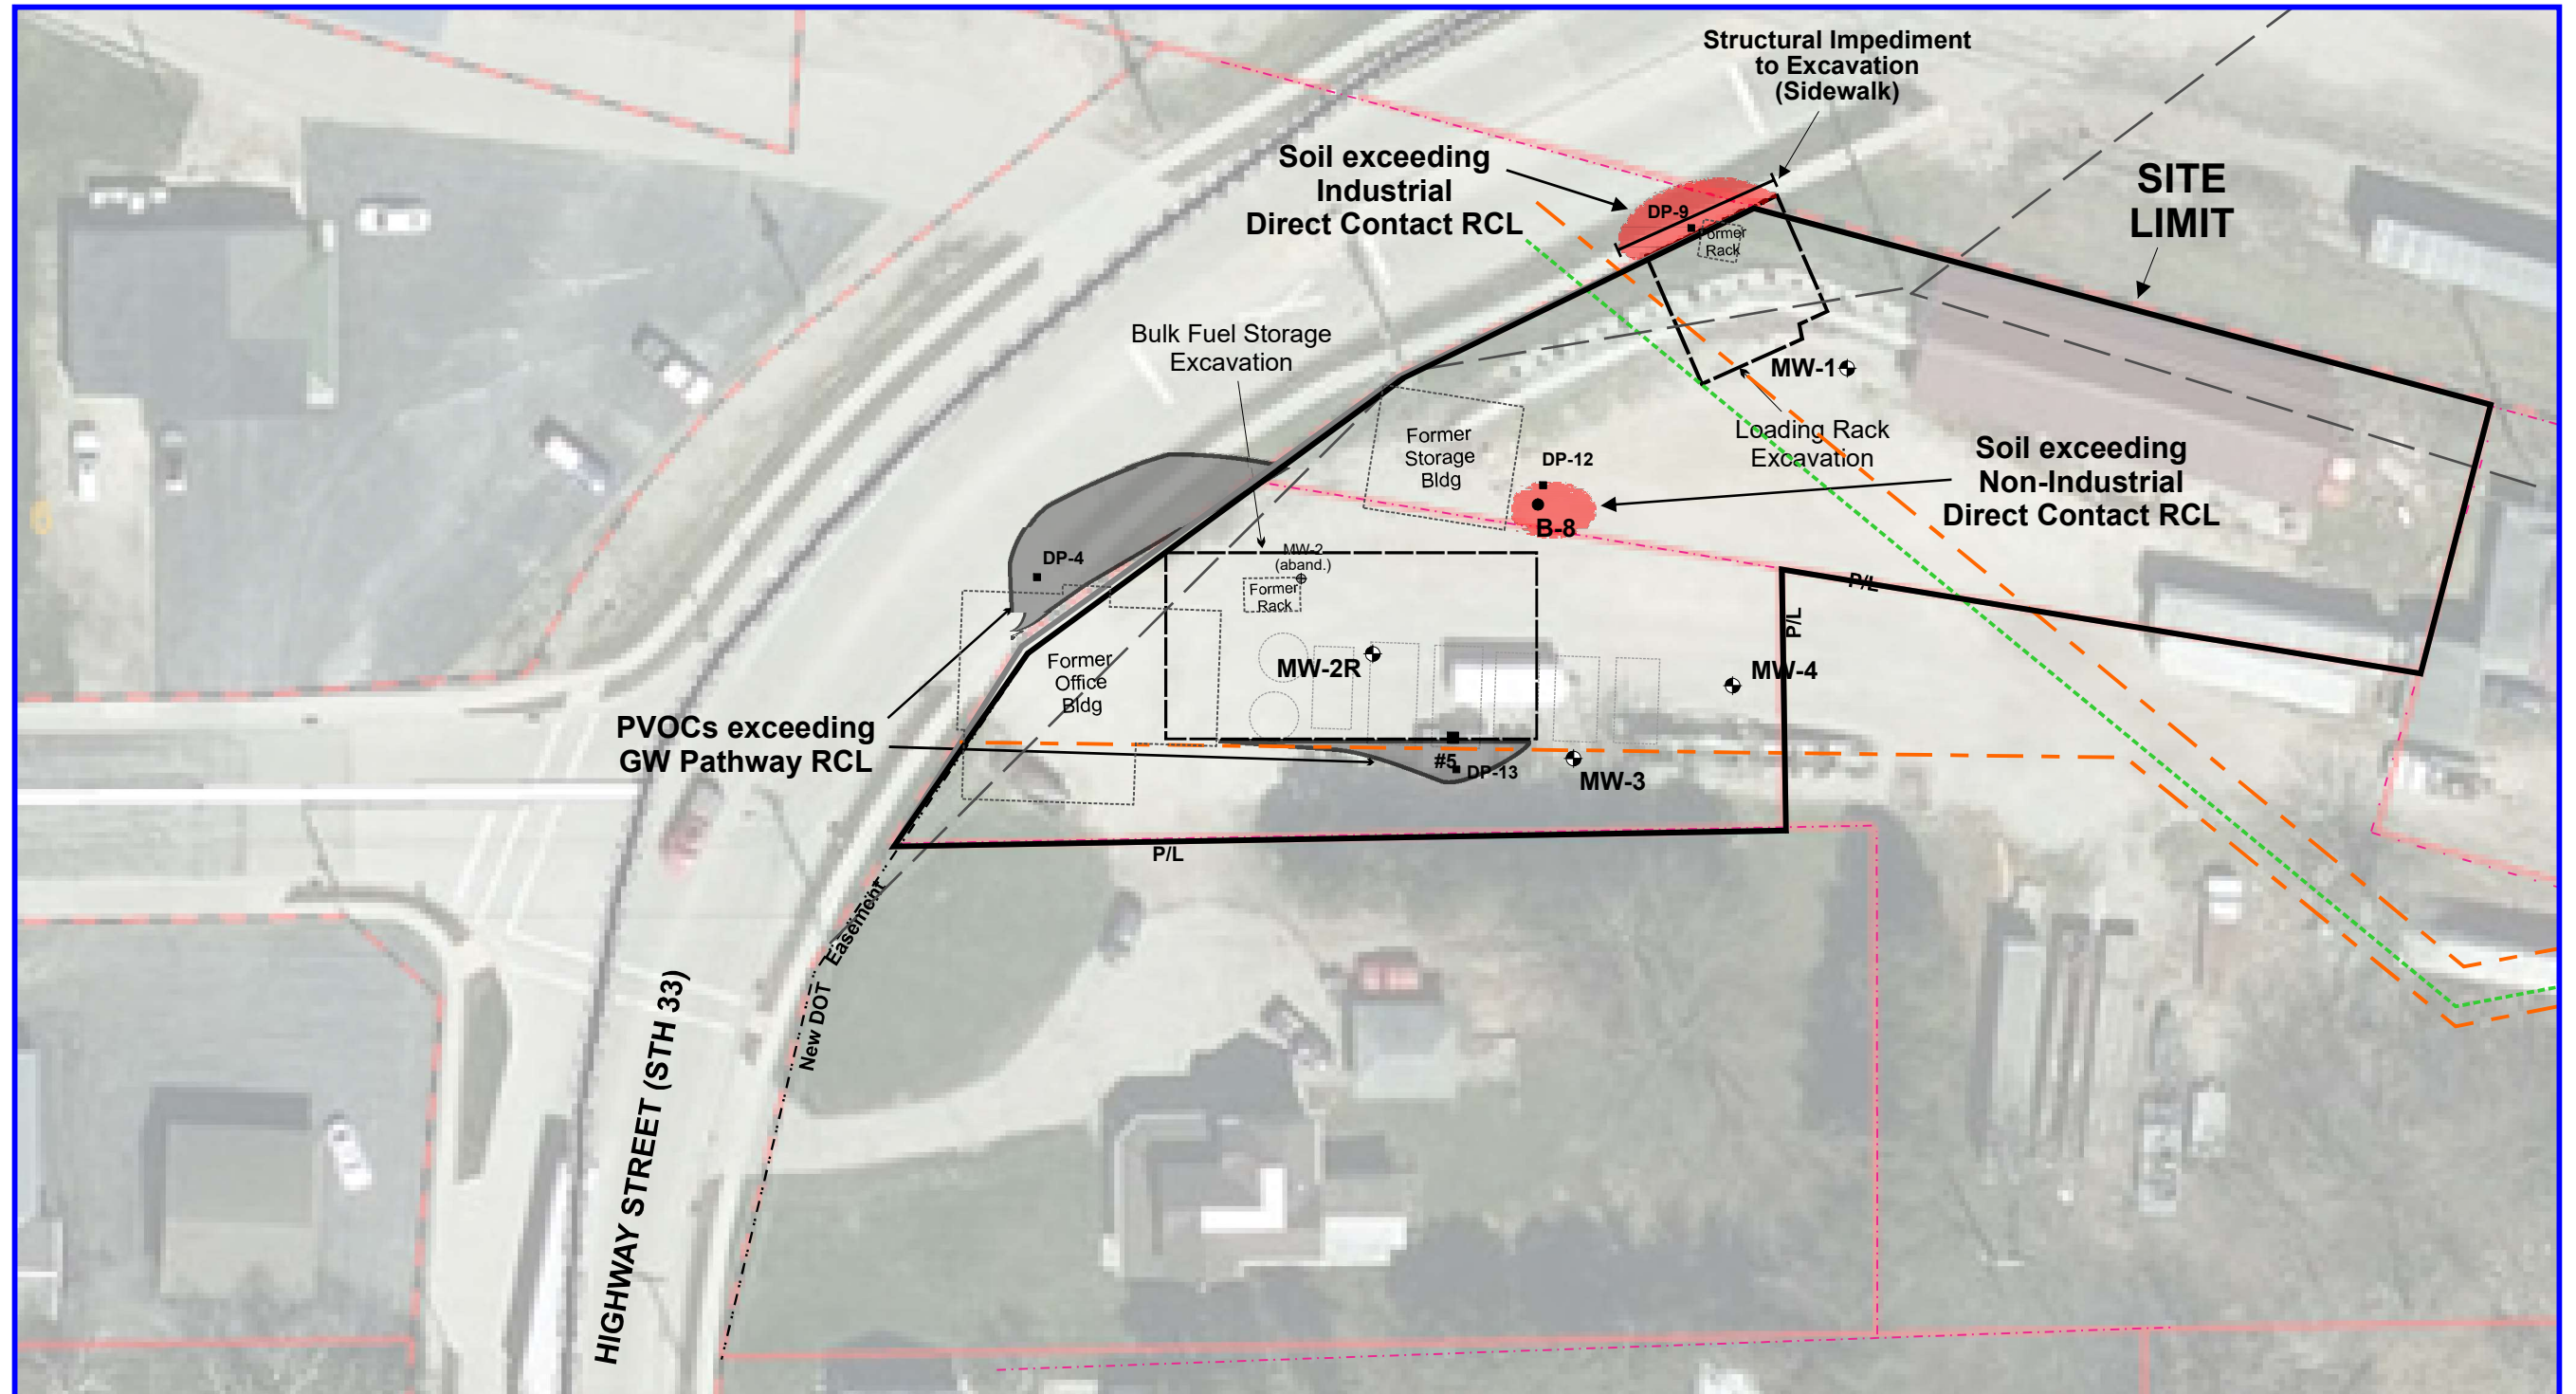 Structural Impediment
to Excavation
(Sidewalk)
Soil exceeding
Industrial
Direct Contact RCL
SITE
LIMIT
DP-9
Former
Rack
Bulk Fuel Storage
Excavation
MW-1
Loading Rack
Excavation
Former
Storage
Bldg
DP-12
B-8
Soil exceeding
Non-Industrial
Direct Contact RCL
DP-4
MW-2
(aband.)
Former
Rack
P/L
P/L
Former
Office
Bldg
MW-2R
MW-4
PVOCs exceeding
GW Pathway RCL
#5
DP-13
MW-3
P/L
New DOT Easement
HIGHWAY STREET (STH 33)